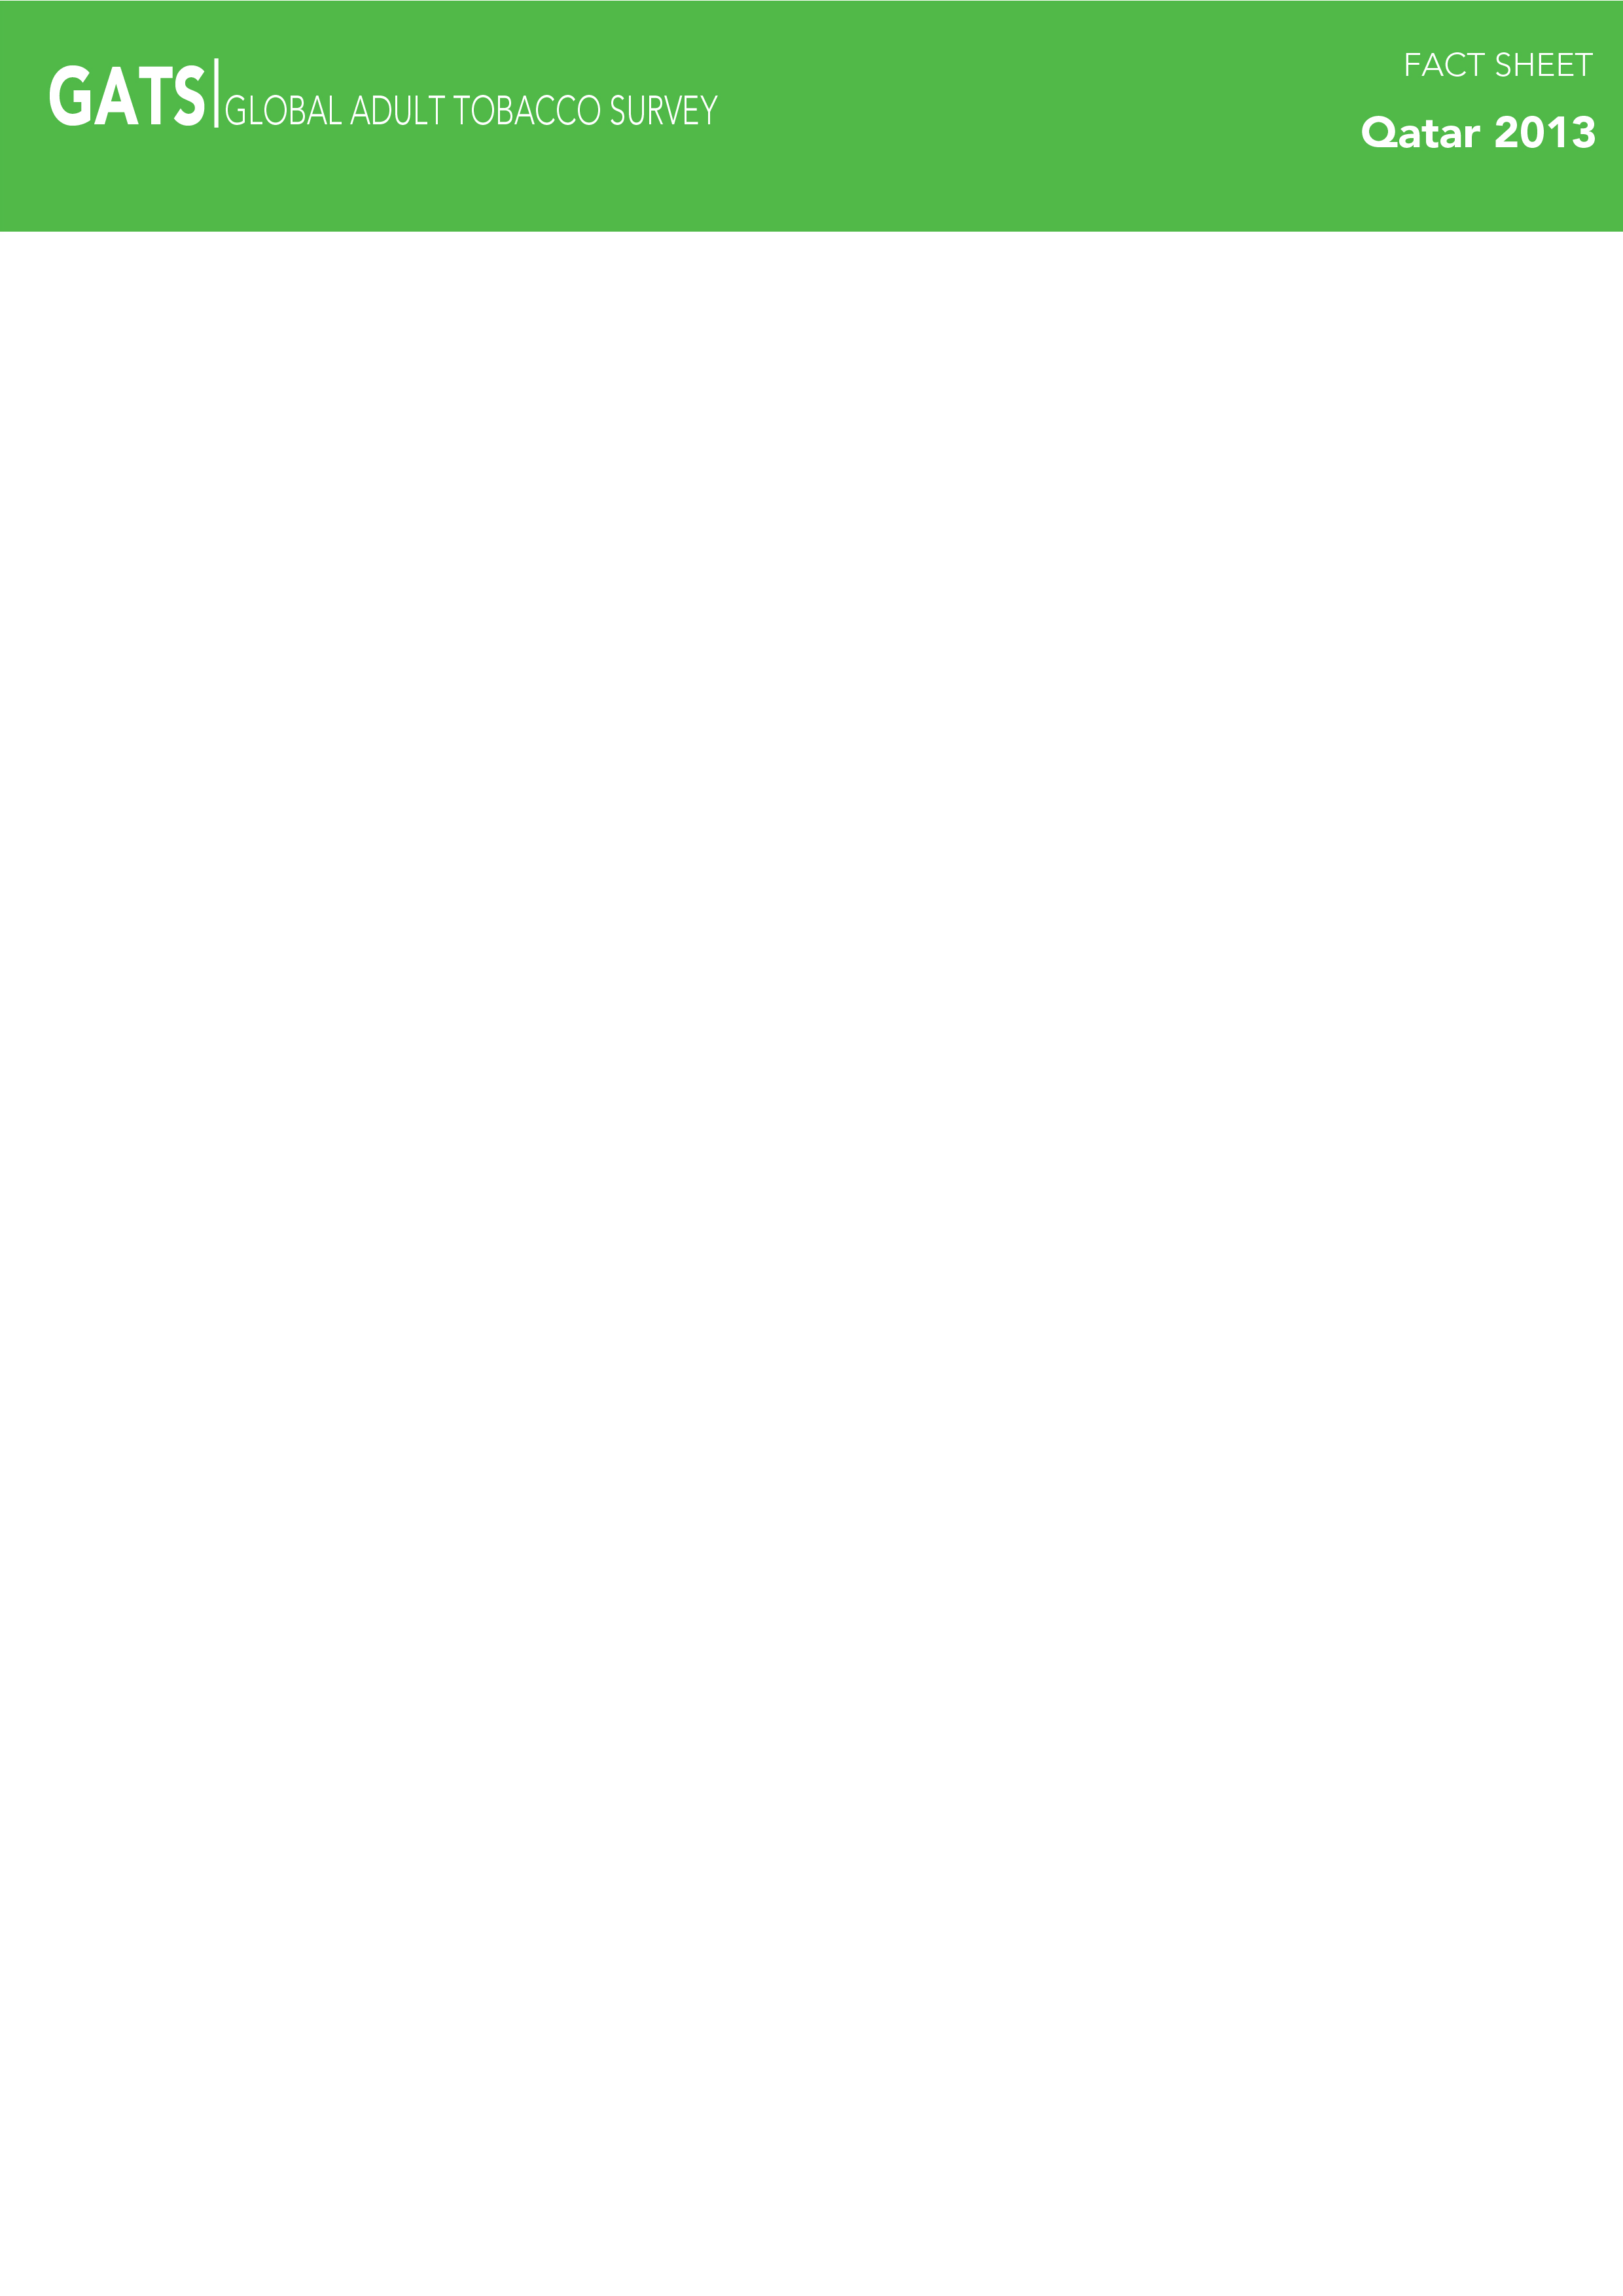 GATS|GLOBAL ADULT TOBACCO SURVEY
FACT SHEET
Qatar 2013